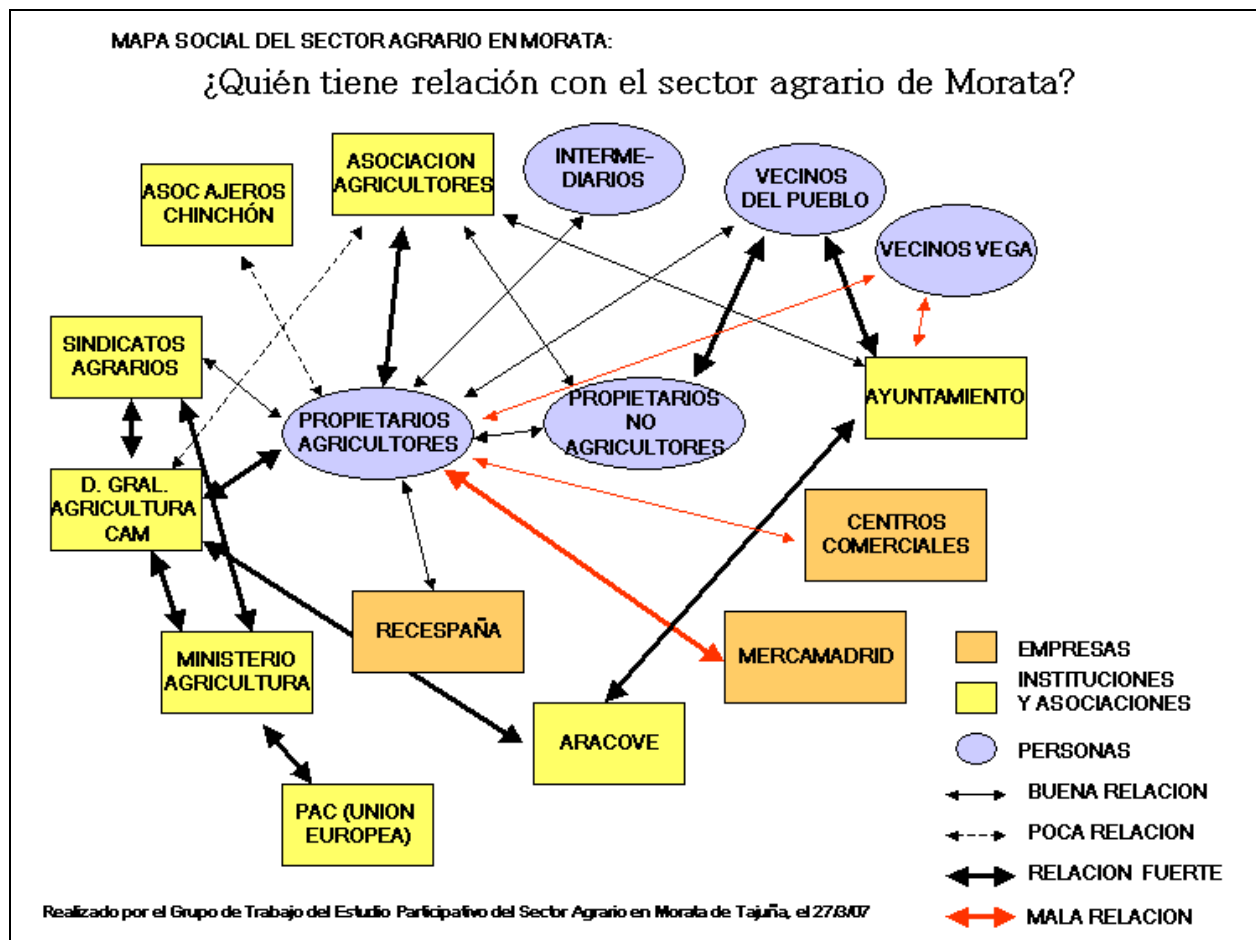 MAPA SOCIAL DEL SECTOR AGRARIO EN MORATA:
¿Quién tiene relación con el sector agrario de Morata?
ASOCIACION
AGRICULTORES
INTERME-
DIARIOS
VECINOS
DEL PUEBLO
ASOC AJEROS
CHINCHÓN
VECINOS VEGA
SINDICATOS
AGRARIOS
AYUNTAMIENTO
PROPIETARIOS
AGRICULTORES
PROPIETARIOS
NO
AGRICULTORES
D. GRAL.
AGRICULTURA
CAM
CENTROS
COMERCIALES
RECESPAÑA
MERCAMADRID
MINISTERIO
AGRICULTURA
ARACOVE
PAC (UNION
EUROPEA)
EMPRESAS
INSTITUCIONES
Y ASOCIACIONES
PERSONAS
BUENA RELACION
POCA RELACION
RELACION FUERTE
MALA RELACION
Realizado por el Grupo de Trabajo del Estudio Participativo del Sector Agrario en Morata de Tajuña, el 27/3/07